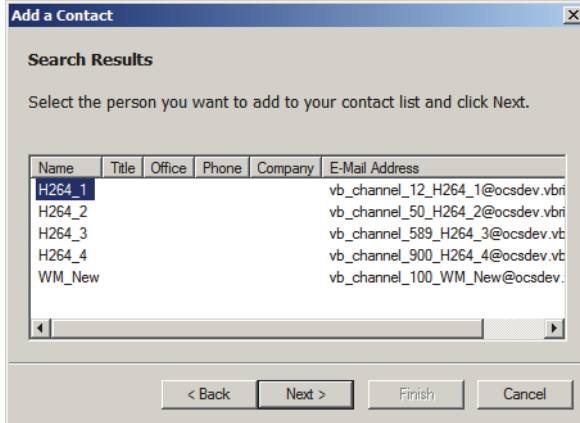 Add a Contact
Search Results
Select the person you want to add to your contact list and click Next.
Name Title Office Phone Company E-Mail Address
H264_1 vb_channel_12_H264_1@ocsdev.vbri
H264_2 vb_channel_50_H264_2@ocsdev.vbri
H264_3 vb_channel_589_H264_3@ocsdev.vb
H264_4 vb_channel_900_H264_4@ocsdev.vb
WM_New vb_channel_100_WM_New@ocsdev.
< Back Next > Finish Cancel